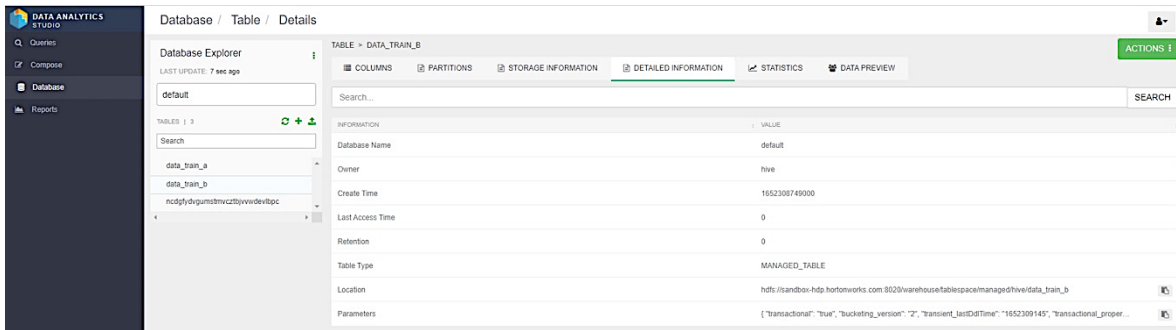 DATA ANALYTICS
STUDIO
Queries
Compose
Database
Reports
Database / Table / Details
Database Explorer
LAST UPDATE: 7 sec ago
default
TABLES | 3
Search
data_train_a
data_train_b
ncdgfydvgumstmvcztbjvvwdevlbpc
TABLE > DATA_TRAIN_B
ACTIONS
COLUMNS PARTITIONS STORAGE INFORMATION DETAILED INFORMATION STATISTICS DATA PREVIEW
Search... SEARCH
INFORMATION VALUE
Database Name default
Owner hive
Create Time 1652308749000
Last Access Time 0
Retention 0
Table Type MANAGED_TABLE
Location hdfs://sandbox-hdp.hortonworks.com:8020/warehouse/tablespace/managed/hive/data_train_b
Parameters { "transactional": "true", "bucketing_version": "2", "transient_lastDdlTime": "1652309145", "transactional_proper...